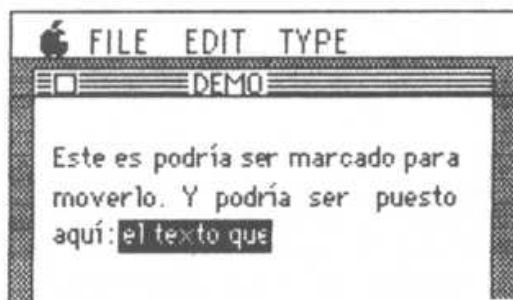 FILE EDIT TYPE
DEMO
Este es podría ser marcado para
moverlo. Y podría ser puesto
aquí: el texto que